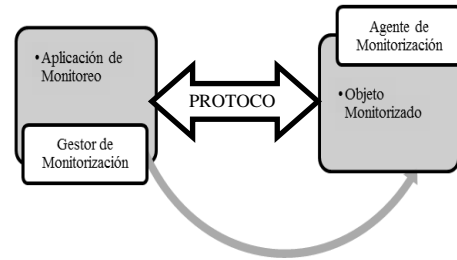 •Aplicación de
Monitoreo
Gestor de
Monitorización
PROTOCO
Agente de
Monitorización
•Objeto
Monitorizado